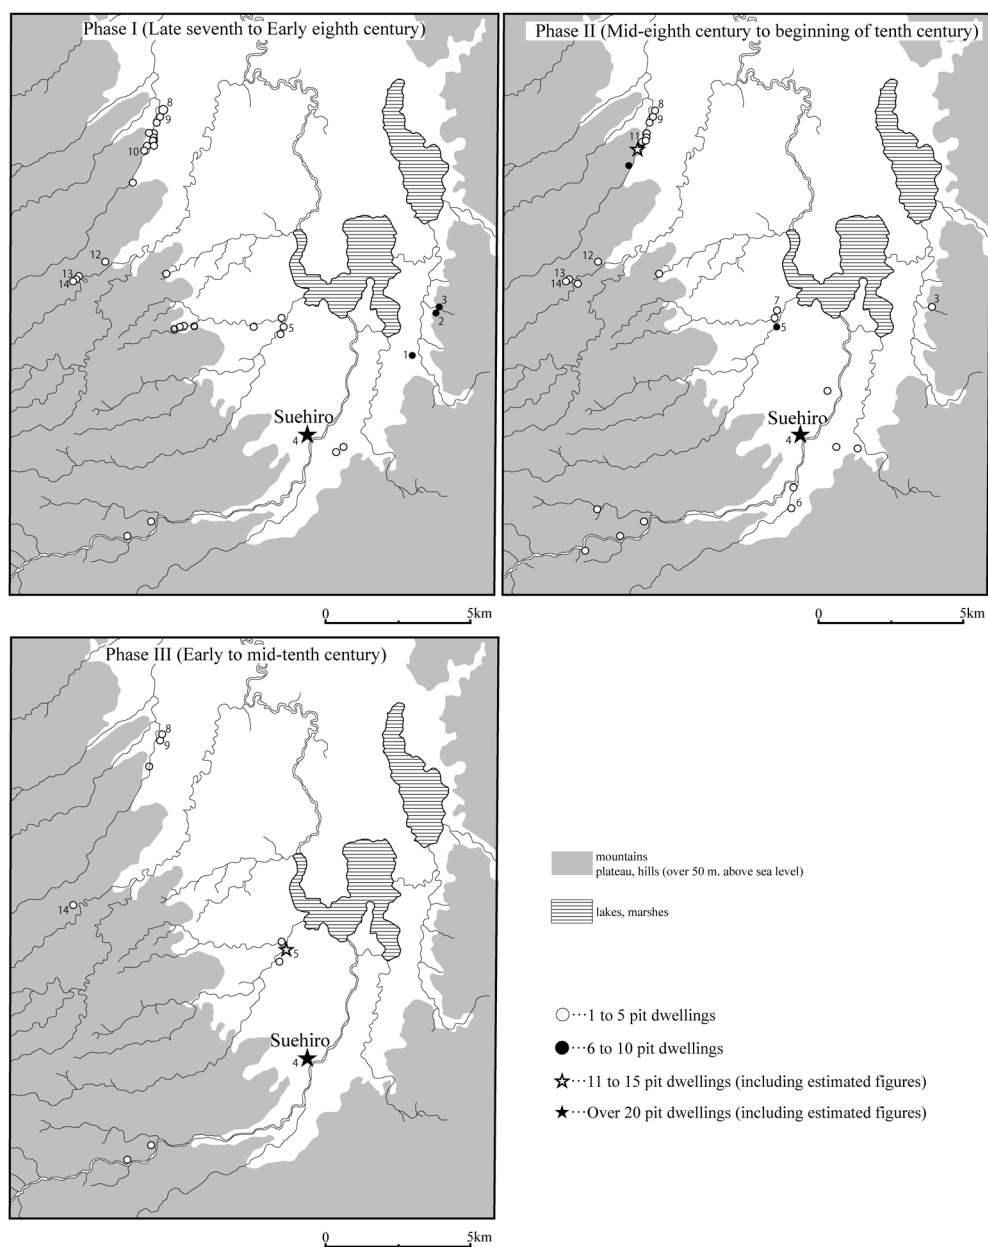 Phase I (Late seventh to Early eighth century)
8
9
10
12
13
14
5
3
2
1
Suehiro
4
0 5km
Phase II (Mid-eighth century to beginning of tenth century)
8
9
11
12
13
14
7
5
3
Suehiro
4
6
0 5km
Phase III (Early to mid-tenth century)
8
9
14
5
Suehiro
4
0 5km
mountains
plateau, hills (over 50 m. above sea level)
lakes, marshes
···1 to 5 pit dwellings
···6 to 10 pit dwellings
···11 to 15 pit dwellings (including estimated figures)
···Over 20 pit dwellings (including estimated figures)